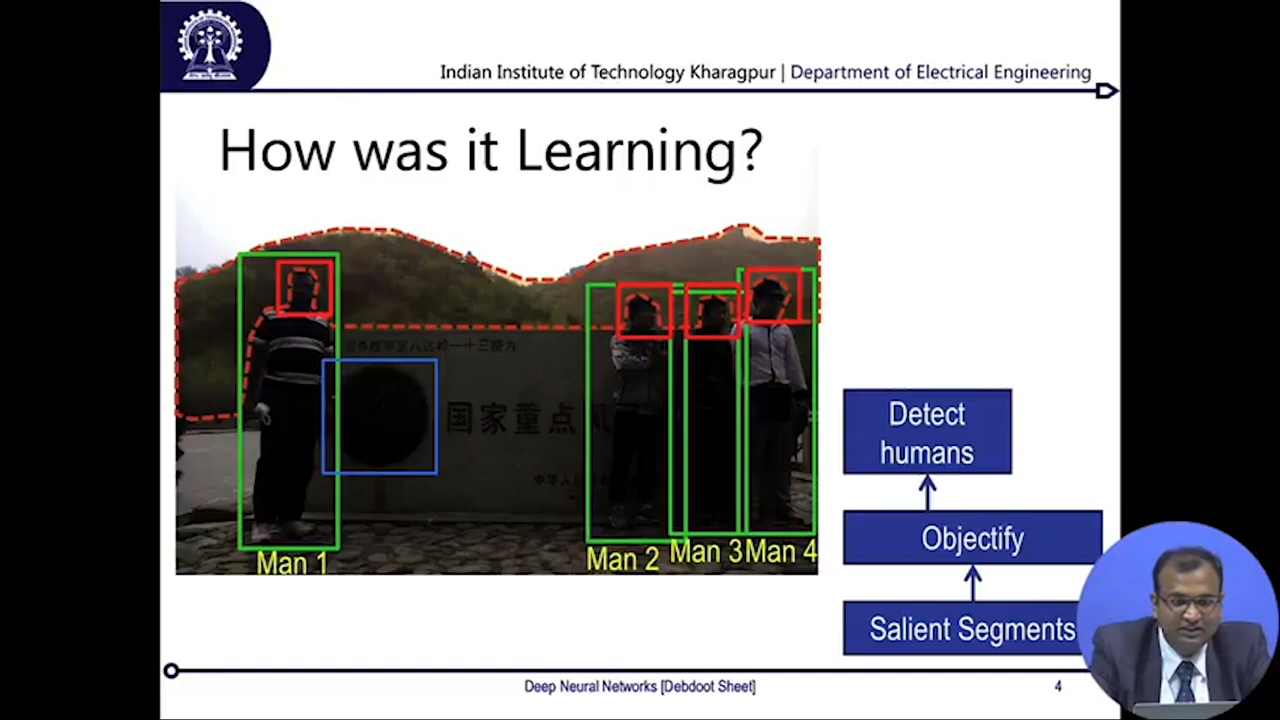 Indian Institute of Technology Kharagpur | Department of Electrical Engineering
How was it Learning?
国家重点风
Man 1
Man 2
Man 3
Man 4
Detect
humans
Objectify
Salient Segments
Deep Neural Networks [Debdoot Sheet]
4